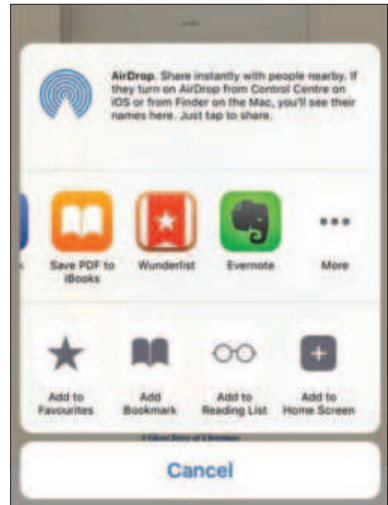 AirDrop. Share instantly with people nearby. If
they turn on AirDrop from Control Centre on
iOS or from Finder on the Mac, you'll see their
names here. Just tap to share.
Save PDF to
iBooks
Wunderlist
Evernote
More
Add to
Favourites
Add
Bookmark
Add to
Reading List
Add to
Home Screen
Cancel